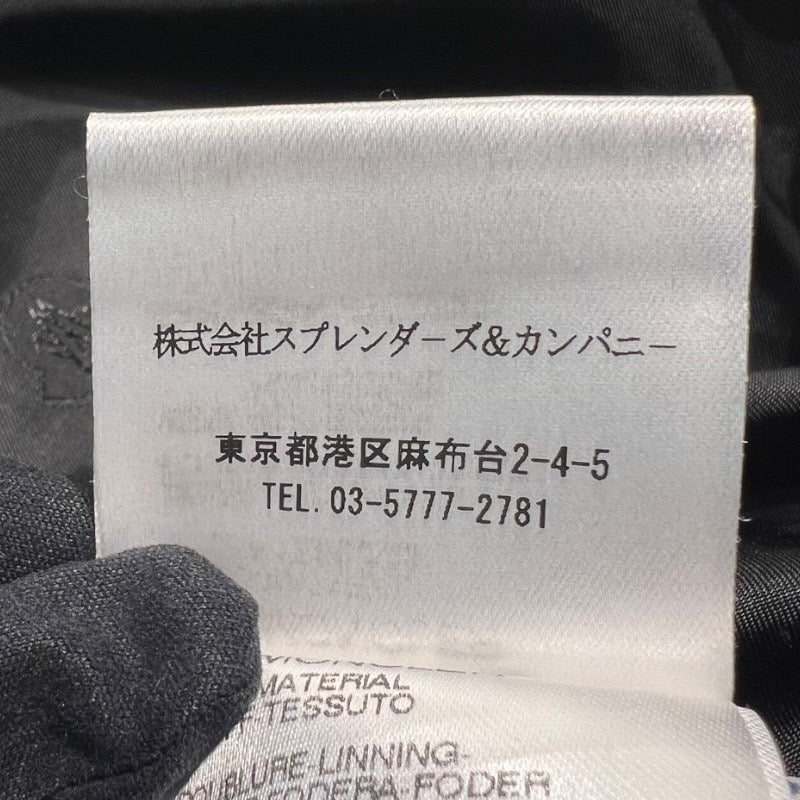 株式会社スプレンダーズ&カンパニー
東京都港区麻布台2-4-5
TEL. 03-5777-2781
MATERIAL
TESSUTO
DOUBLURE-LINNING-
FODERA-FODER